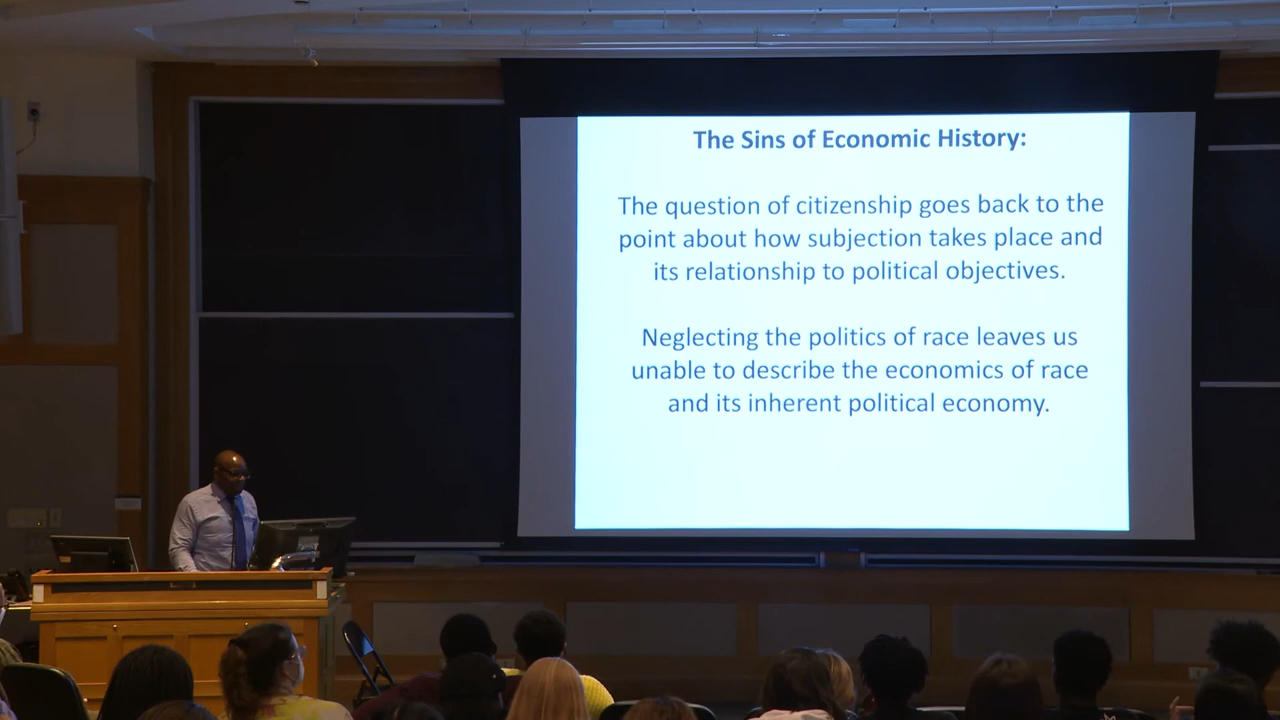 The Sins of Economic History:
The question of citizenship goes back to the
point about how subjection takes place and
its relationship to political objectives.
Neglecting the politics of race leaves us
unable to describe the economics of race
and its inherent political economy.